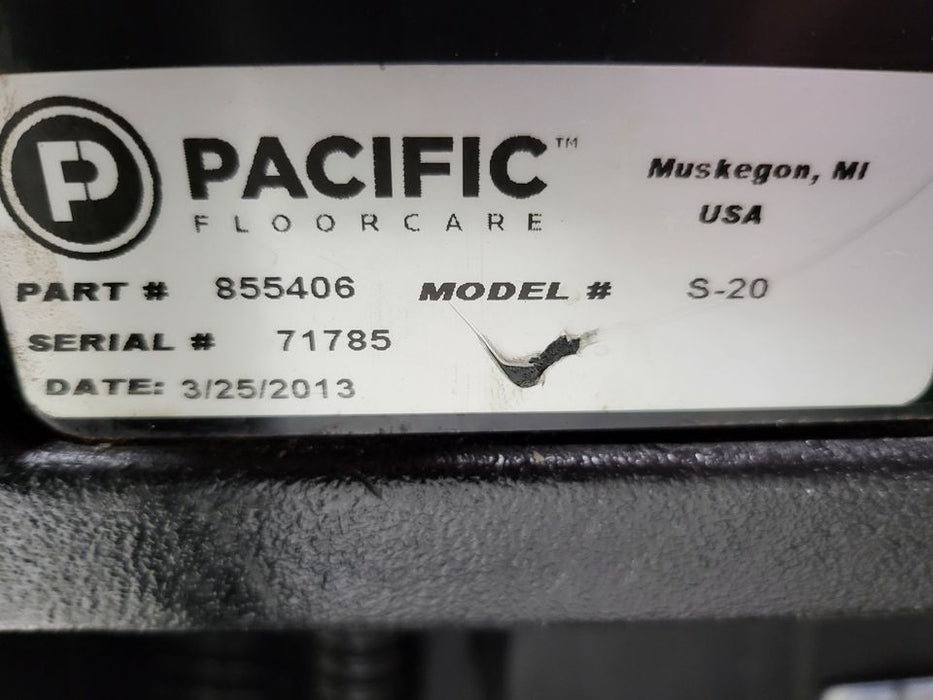 P PACIFIC™
FLOORCARE
Muskegon, MI
USA
PART # 855406 MODEL # S-20
SERIAL # 71785
DATE: 3/25/2013